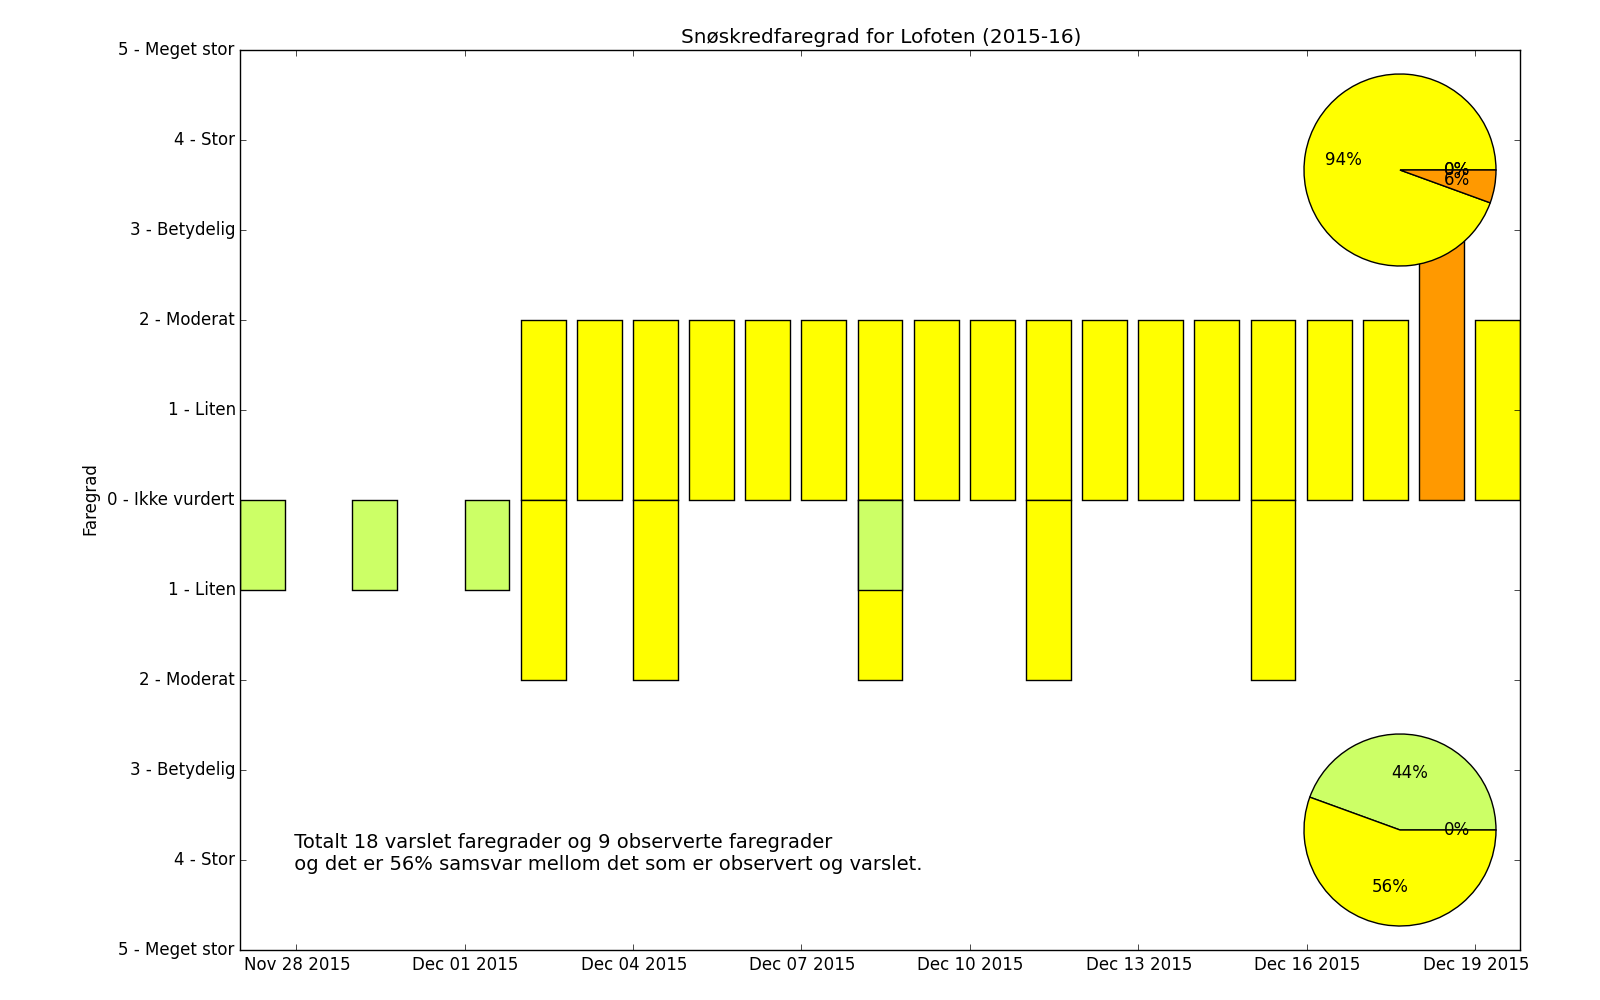 Snøskredfaregrad for Lofoten (2015-16)
5 - Meget stor
4 - Stor
3 - Betydelig
2 - Moderat
1 - Liten
0 - Ikke vurdert
1 - Liten
2 - Moderat
3 - Betydelig
4 - Stor
5 - Meget stor
Faregrad
94%
0%
6%
44%
0%
56%
Totalt 18 varslet faregrader og 9 observerte faregrader
og det er 56% samsvar mellom det som er observert og varslet.
Nov 28 2015
Dec 01 2015
Dec 04 2015
Dec 07 2015
Dec 10 2015
Dec 13 2015
Dec 16 2015
Dec 19 2015